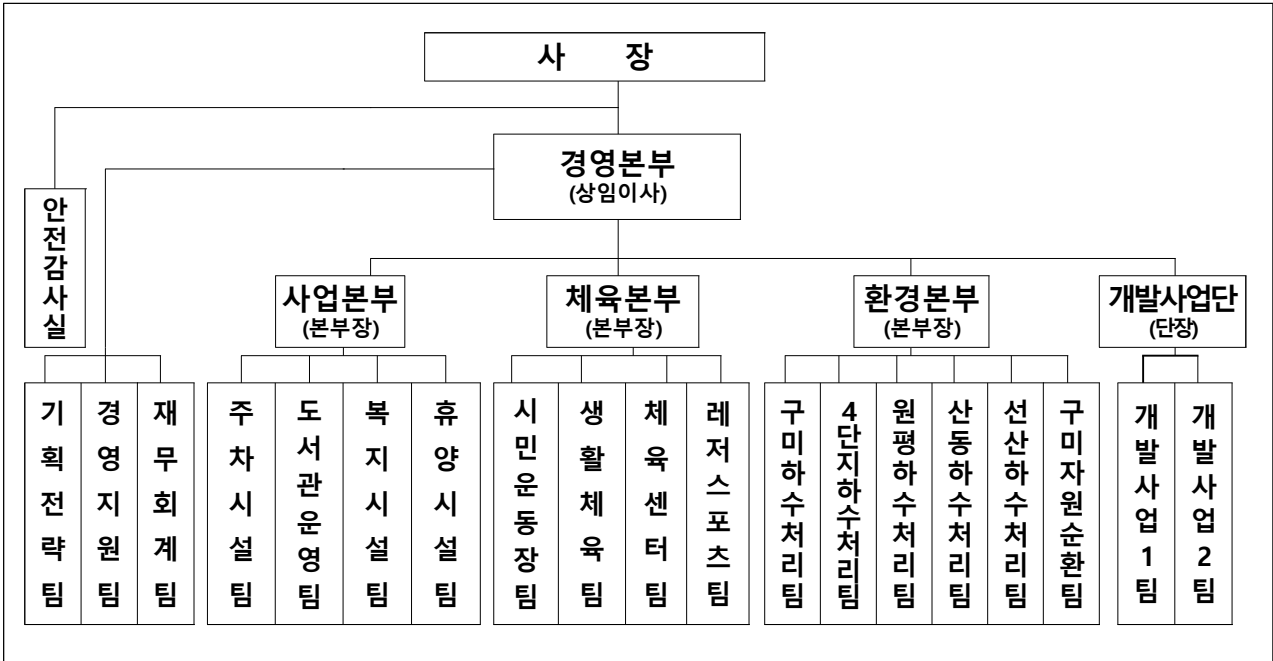 사 장
경영본부
(상임이사)
안전감사실
사업본부
(본부장)
체육본부
(본부장)
환경본부
(본부장)
개발사업단
(단장)
기획전략팀
경영지원팀
재무회계팀
주차시설팀
도서관운영팀
복지시설팀
휴양시설팀
시민운동장팀
생활체육팀
체육센터팀
레저스포츠팀
구미하수처리팀
4단지하수처리팀
원평하수처리팀
산동하수처리팀
선산하수처리팀
구미자원순환팀
개발사업1팀
개발사업2팀